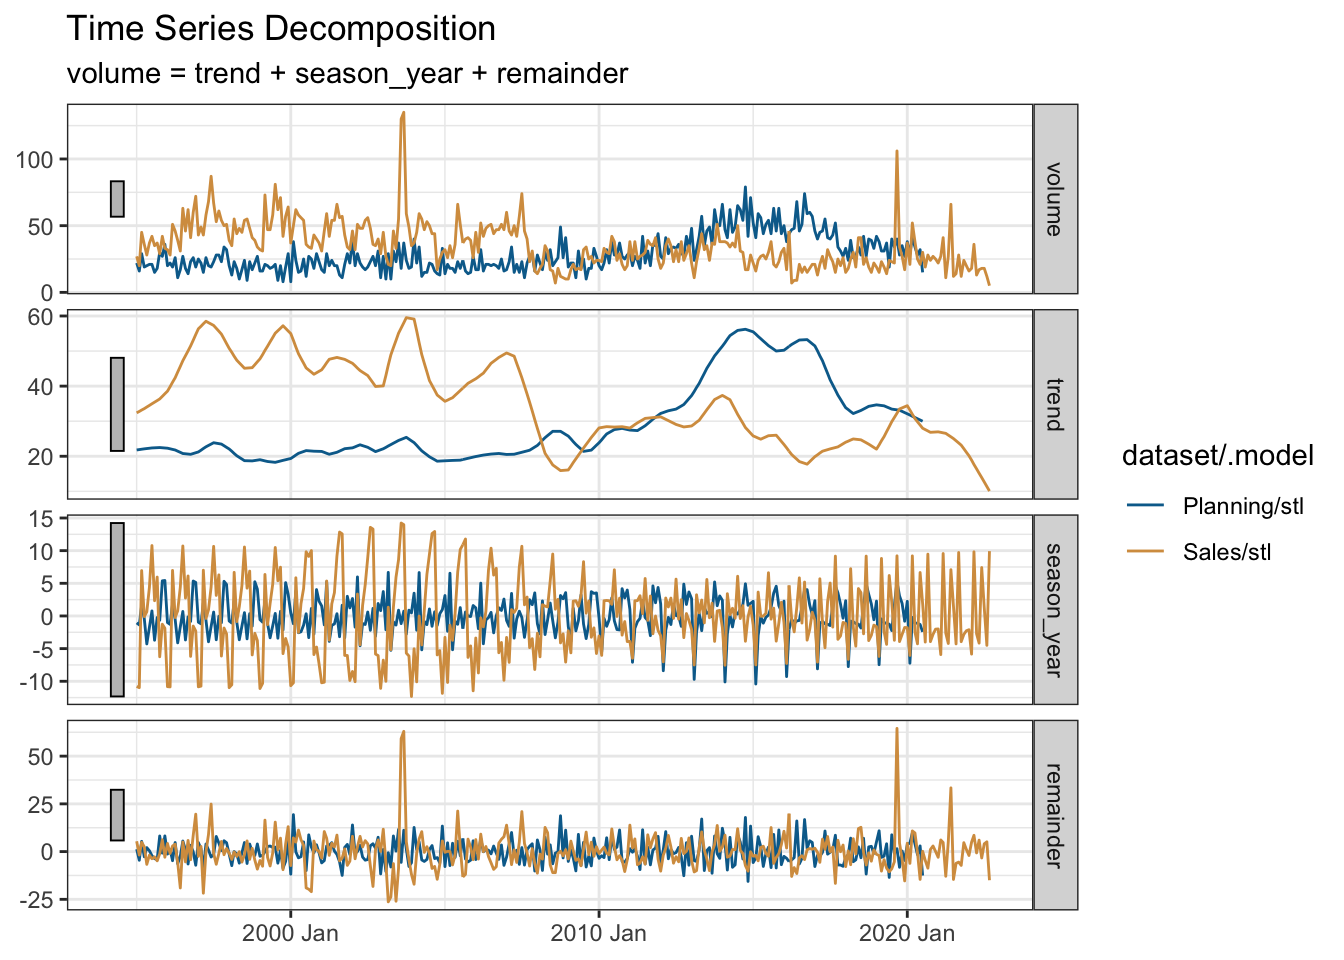 Time Series Decomposition
volume = trend + season_year + remainder
100
50
0
volume
60
40
20
trend
15
10
5
0
-5
-10
season_year
50
25
0
-25
remainder
2000 Jan
2010 Jan
2020 Jan
dataset/.model
Planning/stl
Sales/stl